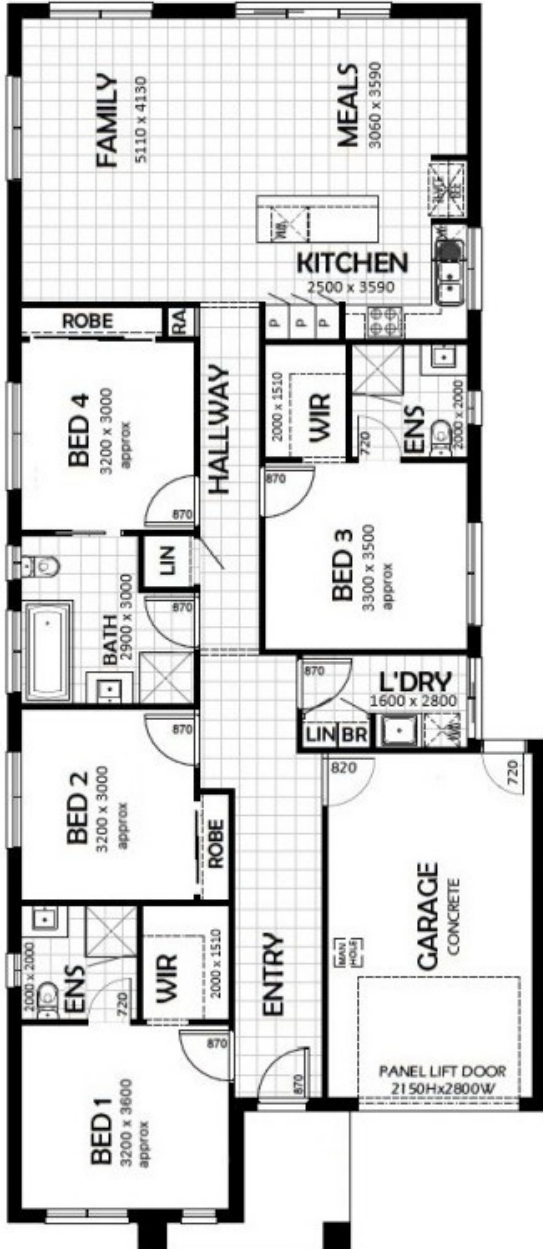 FAMILY
5110 x 4130
MEALS
3060 x 3590
KITCHEN
2500 x 3590
ROBE
RA
P
P
P
BED 4
3200 x 3000
approx
870
HALLWAY
2000 x 1510
WIR
720
ENS
2000 x 2000
870
BED 3
3300 x 3500
approx
LIN
BATH
2900 x 3000
870
870
L'DRY
1600 x 2800
LIN
BR
870
BED 2
3200 x 3000
approx
ROBE
820
720
GARAGE
CONCRETE
MAN
HOLE
PANEL LIFT DOOR
2150Hx2800W
2000 x 2000
ENS
720
WIR
2000 x 1510
ENTRY
870
870
BED 1
3200 x 3600
approx